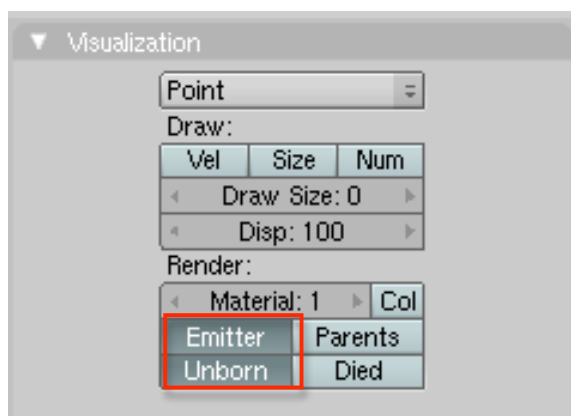 Visualization
Point
Draw:
Vel Size Num
Draw Size: 0
Disp: 100
Render:
Material: 1 Col
Emitter Parents
Unborn Died